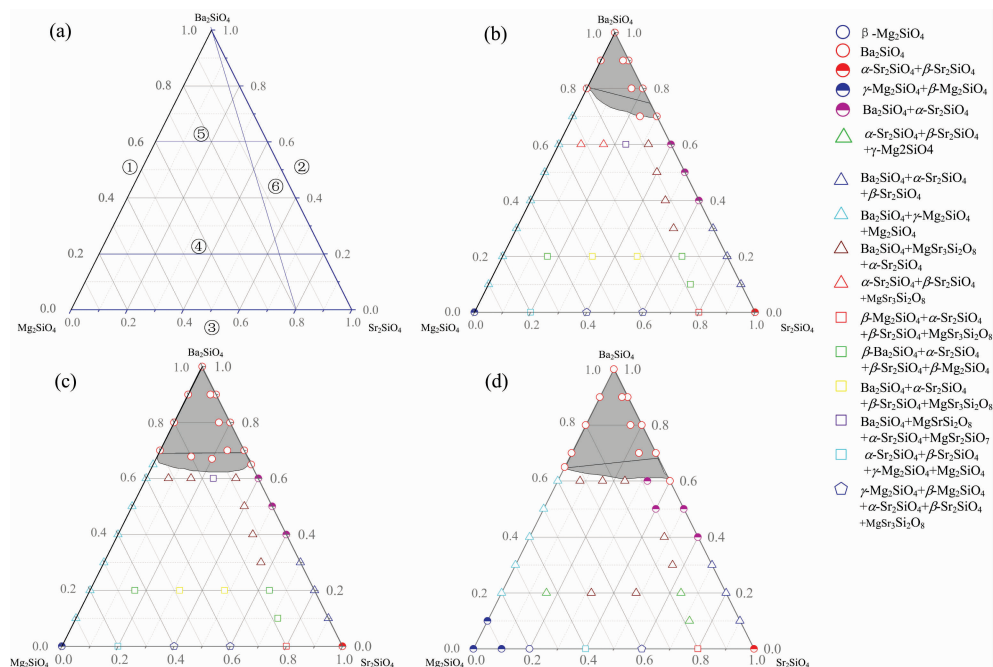 (a)
Ba₂SiO₄
1.0 1.0
0.8 0.8
0.6 0.6
0.4 0.4
0.2 0.2
0.0 0.0
① ② ③ ④ ⑤ ⑥
Mg₂SiO₄ 0.0 0.2 0.4 0.6 0.8 1.0 Sr₂SiO₄
(b)
Ba₂SiO₄
1.0 1.0
0.8 0.8
0.6 0.6
0.4 0.4
0.2 0.2
0.0 0.0
Mg₂SiO₄ 0.0 0.2 0.4 0.6 0.8 1.0 Sr₂SiO₄
(c)
Ba₂SiO₄
1.0 1.0
0.8 0.8
0.6 0.6
0.4 0.4
0.2 0.2
0.0 0.0
Mg₂SiO₄ 0.0 0.2 0.4 0.6 0.8 1.0 Sr₂SiO₄
(d)
Ba₂SiO₄
1.0 1.0
0.8 0.8
0.6 0.6
0.4 0.4
0.2 0.2
0.0 0.0
Mg₂SiO₄ 0.0 0.2 0.4 0.6 0.8 1.0 Sr₂SiO₄
β-Mg₂SiO₄
Ba₂SiO₄
α-Sr₂SiO₄+β-Sr₂SiO₄
γ-Mg₂SiO₄+β-Mg₂SiO₄
Ba₂SiO₄+α-Sr₂SiO₄
α-Sr₂SiO₄+β-Sr₂SiO₄
+γ-Mg2SiO4
Ba₂SiO₄+α-Sr₂SiO₄
+β-Sr₂SiO₄
Ba₂SiO₄+γ-Mg₂SiO₄
+Mg₂SiO₄
Ba₂SiO₄+MgSr₃Si₂O₈
+α-Sr₂SiO₄
α-Sr₂SiO₄+β-Sr₂SiO₄
+MgSr₃Si₂O₈
β-Mg₂SiO₄+α-Sr₂SiO₄
+β-Sr₂SiO₄+MgSr₃Si₂O₈
β-Ba₂SiO₄+α-Sr₂SiO₄
+β-Sr₂SiO₄+β-Mg₂SiO₄
Ba₂SiO₄+α-Sr₂SiO₄
+β-Sr₂SiO₄+MgSr₃Si₂O₈
Ba₂SiO₄+MgSrSi₂O₈
+α-Sr₂SiO₄+MgSr₂SiO₇
α-Sr₂SiO₄+β-Sr₂SiO₄
+γ-Mg₂SiO₄+Mg₂SiO₄
γ-Mg₂SiO₄+β-Mg₂SiO₄
+α-Sr₂SiO₄+β-Sr₂SiO₄
+MgSr₃Si₂O₈